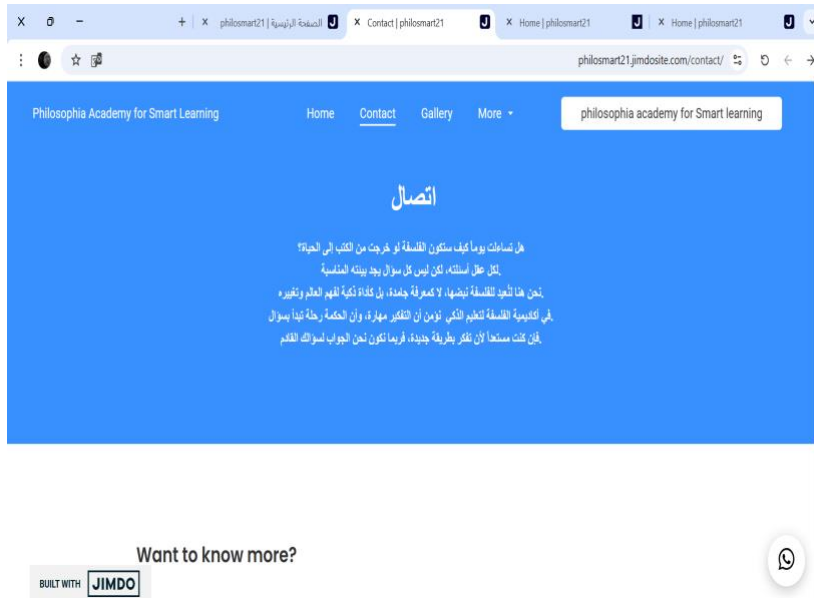 الصفحة الرئيسية | philosmart21
Contact | philosmart21
Home | philosmart21
Home | philosmart21
philosmart21.jimdosite.com/contact/
Philosophia Academy for Smart Learning
Home
Contact
Gallery
More
philosophia academy for Smart learning
اتصال
هل تساءلت يوماً كيف ستكون الفلسفة لو خرجت من الكتب إلى الحياة؟
.لكل عقل أسئلته، لكن ليس كل سؤال يجد بيئته المناسبة
.نحن هنا لنُعيد للفلسفة نبضها، لا كمعرفة جامدة، بل كأداة ذكية لفهم العالم وتغييره
.في أكاديمية الفلسفة لتعليم الذكي نؤمن أن التفكير مهارة، وأن الحكمة رحلة تبدأ بسؤال
.فإن كنت مستعداً لأن تفكر بطريقة جديدة، فربما نكون نحن الجواب لسؤالك القادم
Want to know more?
BUILT WITH JIMDO